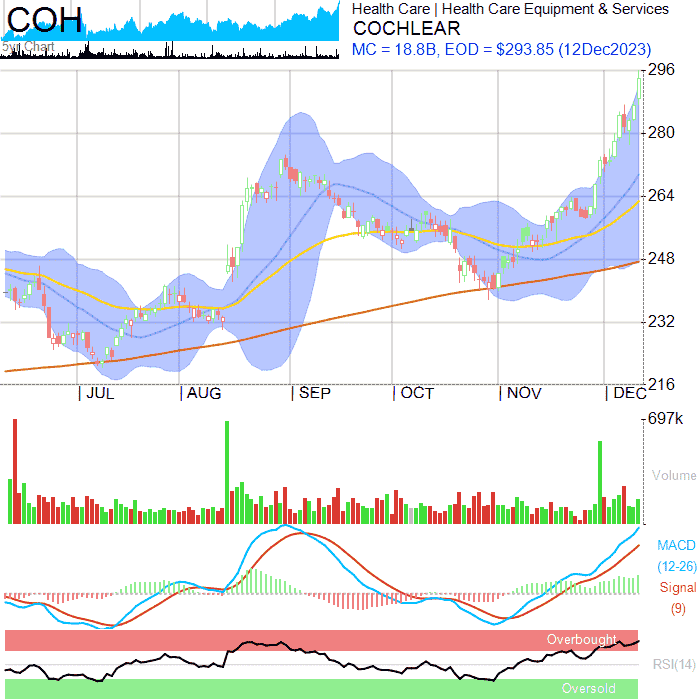 COH
5yr Chart
Health Care | Health Care Equipment & Services
COCHLEAR
MC = 18.8B, EOD = $293.85 (12Dec2023)
296
280
264
248
232
216
JUL
AUG
SEP
OCT
NOV
DEC
697k
Volume
MACD
(12-26)
Signal
(9)
Overbought
RSI(14)
Oversold